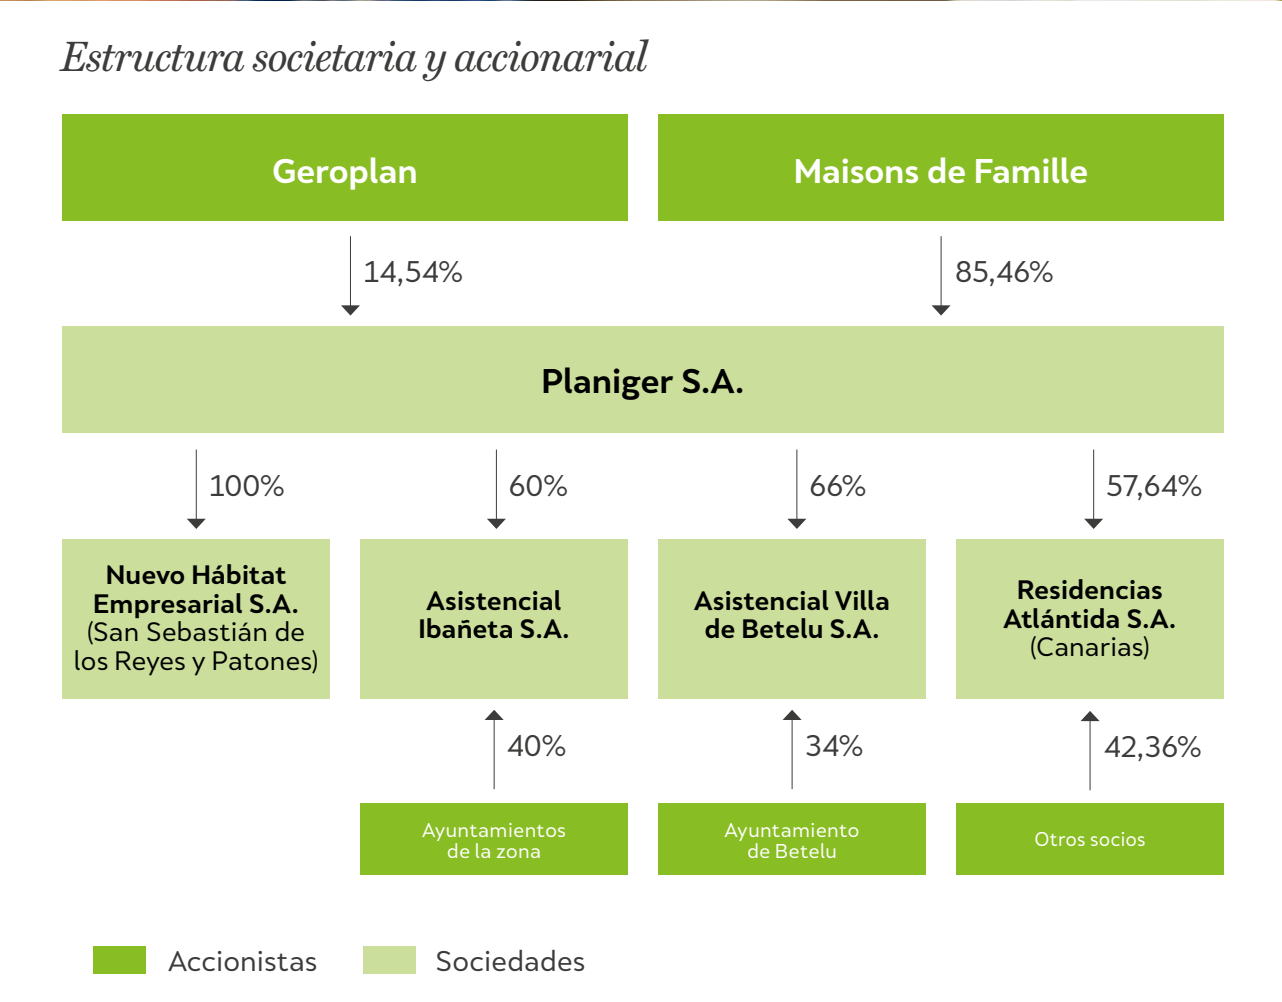 Estructura societaria y accionarial
Geroplan
Maisons de Famille
14,54%
85,46%
Planiger S.A.
100%
60%
66%
57,64%
Nuevo Hábitat
Empresarial S.A.
(San Sebastián de
los Reyes y Patones)
Asistencial
Ibañeta S.A.
Asistencial Villa
de Betelu S.A.
Residencias
Atlántida S.A.
(Canarias)
40%
34%
42,36%
Ayuntamientos
de la zona
Ayuntamiento
de Betelu
Otros socios
Accionistas
Sociedades